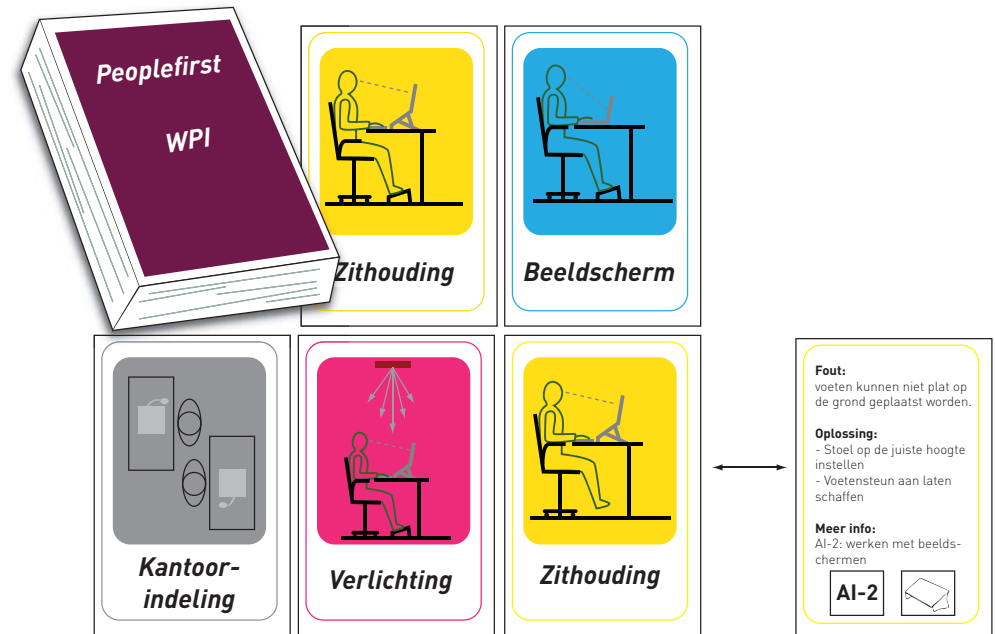 Peoplefirst
WPI
Zithouding
Beeldscherm
Kantoor-
indeling
Verlichting
Zithouding
Fout:
voeten kunnen niet plat op
de grond geplaatst worden.
Oplossing:
- Stoel op de juiste hoogte
instellen
- Voetensteun aan laten
schaffen
Meer info:
AI-2: werken met beelds-
chermen
AI-2